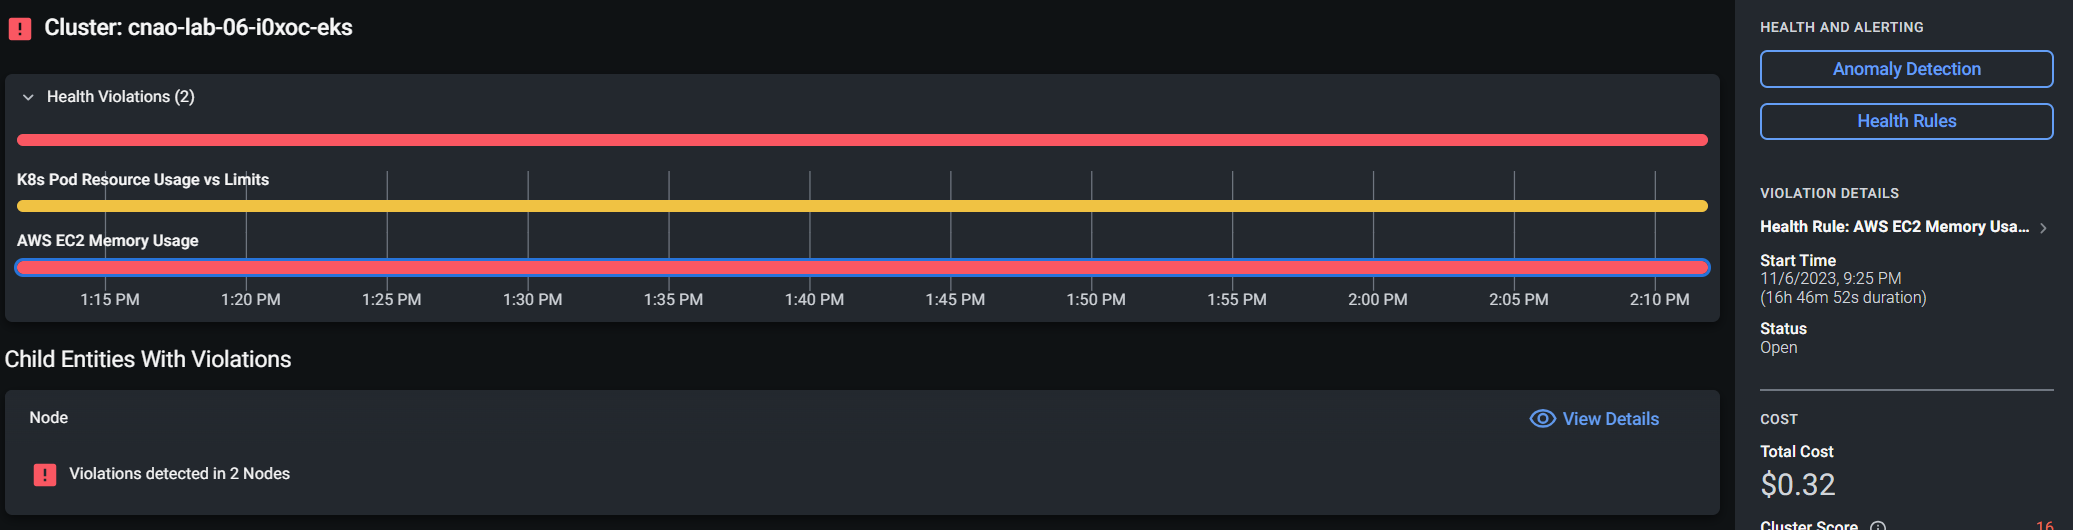 Cluster: cnao-lab-06-i0xoc-eks
Health Violations (2)
K8s Pod Resource Usage vs Limits
AWS EC2 Memory Usage
1:15 PM 1:20 PM 1:25 PM 1:30 PM 1:35 PM 1:40 PM 1:45 PM 1:50 PM 1:55 PM 2:00 PM 2:05 PM 2:10 PM
Child Entities With Violations
Node
View Details
Violations detected in 2 Nodes
HEALTH AND ALERTING
Anomaly Detection
Health Rules
VIOLATION DETAILS
Health Rule: AWS EC2 Memory Usa...
Start Time
11/6/2023, 9:25 PM
(16h 46m 52s duration)
Status
Open
COST
Total Cost
$0.32
Cluster Score 16